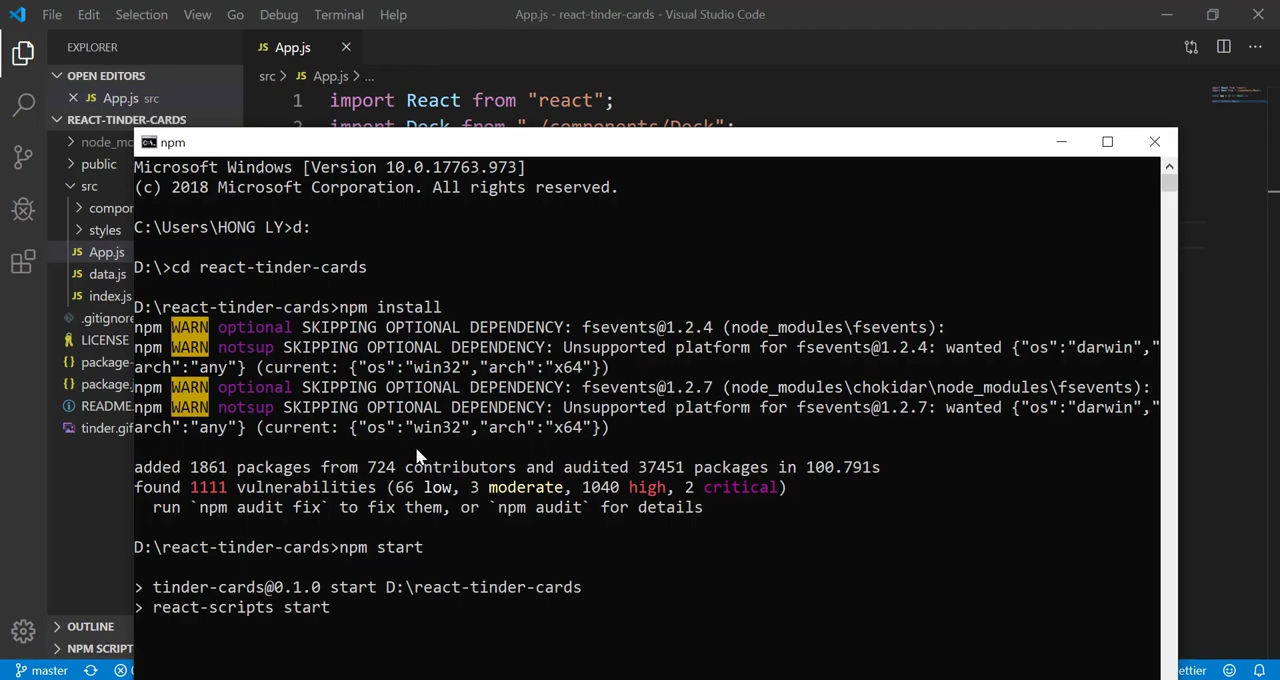 File Edit Selection View Go Debug Terminal Help App.js - react-tinder-cards - Visual Studio Code
EXPLORER
JS App.js
OPEN EDITORS
JS App.js src
src > JS App.js > ...
REACT-TINDER-CARDS
1 import React from "react";
2 import Deck from "./components/Deck";
node_mo
public
src
compor
styles
JS App.js
JS data.js
JS index.js
.gitignore
LICENSE
{} package-
{} package.
README.
tinder.gif
OUTLINE
NPM SCRIPT
master
ettier
npm
Microsoft Windows [Version 10.0.17763.973]
(c) 2018 Microsoft Corporation. All rights reserved.
C:\Users\HONG LY>d:
D:\>cd react-tinder-cards
D:\react-tinder-cards>npm install
npm WARN optional SKIPPING OPTIONAL DEPENDENCY: fsevents@1.2.4 (node_modules\fsevents):
npm WARN notsup SKIPPING OPTIONAL DEPENDENCY: Unsupported platform for fsevents@1.2.4: wanted {"os":"darwin","
arch":"any"} (current: {"os":"win32","arch":"x64"})
npm WARN optional SKIPPING OPTIONAL DEPENDENCY: fsevents@1.2.7 (node_modules\chokidar\node_modules\fsevents):
npm WARN notsup SKIPPING OPTIONAL DEPENDENCY: Unsupported platform for fsevents@1.2.7: wanted {"os":"darwin","
arch":"any"} (current: {"os":"win32","arch":"x64"})
added 1861 packages from 724 contributors and audited 37451 packages in 100.791s
found 1111 vulnerabilities (66 low, 3 moderate, 1040 high, 2 critical)
run `npm audit fix` to fix them, or `npm audit` for details
D:\react-tinder-cards>npm start
> tinder-cards@0.1.0 start D:\react-tinder-cards
> react-scripts start